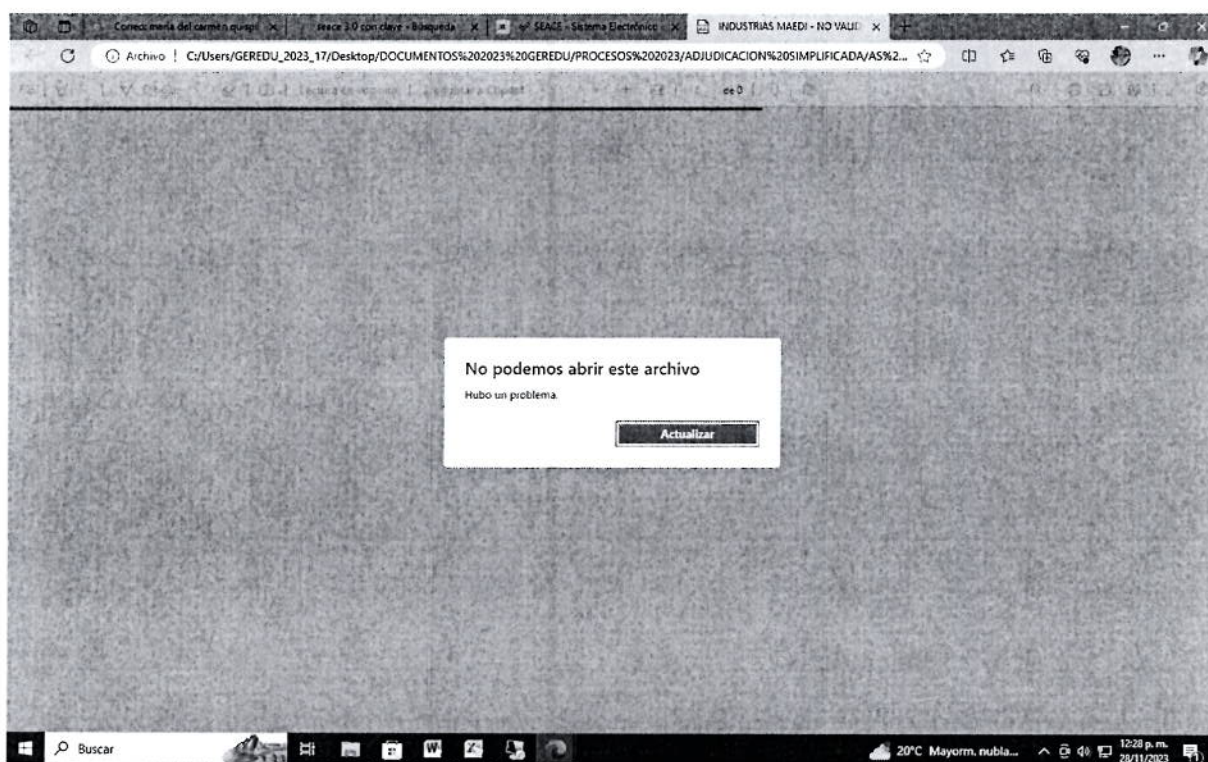 Correo: maria del carmen quispe
seace 3.0 con clave - Búsqueda
SEACE - Sistema Electrónico
INDUSTRIAS MAEDI - NO VALID
Archivo
C:/Users/GEREDU_2023_17/Desktop/DOCUMENTOS%202023%20GEREDU/PROCESOS%202023/ADJUDICACION%20SIMPLIFICADA/AS%2...
de 0
No podemos abrir este archivo
Hubo un problema.
Actualizar
Buscar
20°C Mayorm. nubla...
12:28 p. m.
28/11/2023